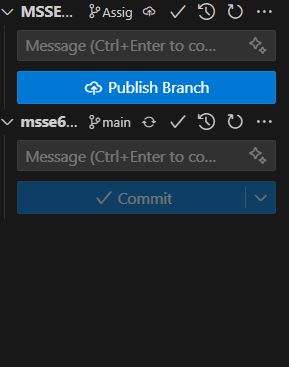 MSSE... Assig
Message (Ctrl+Enter to co...
Publish Branch
msse6... main
Message (Ctrl+Enter to co...
Commit